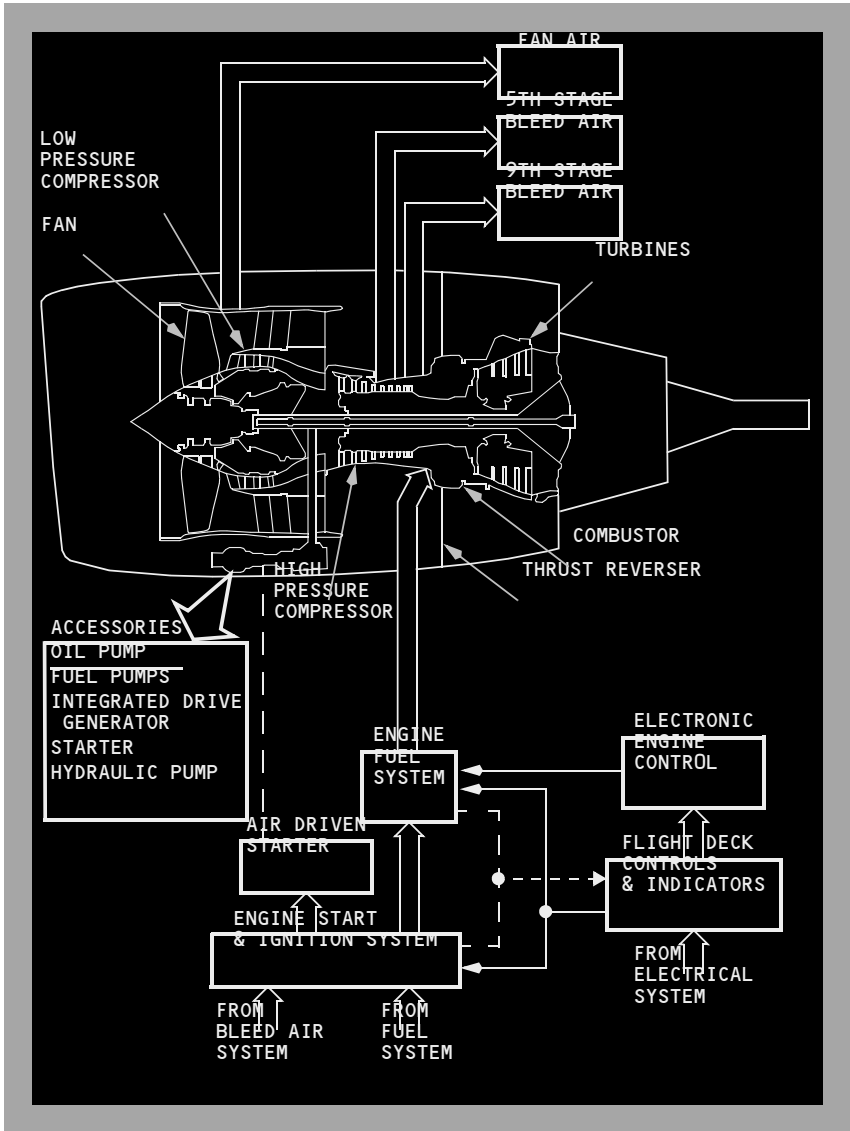 FAN AIR
5TH STAGE
BLEED AIR
9TH STAGE
BLEED AIR
LOW
PRESSURE
COMPRESSOR
FAN
TURBINES
COMBUSTOR
THRUST REVERSER
HIGH
PRESSURE
COMPRESSOR
ACCESSORIES
OIL PUMP
FUEL PUMPS
INTEGRATED DRIVE
GENERATOR
STARTER
HYDRAULIC PUMP
ENGINE
FUEL
SYSTEM
ELECTRONIC
ENGINE
CONTROL
AIR DRIVEN
STARTER
FLIGHT DECK
CONTROLS
& INDICATORS
ENGINE START
& IGNITION SYSTEM
FROM
ELECTRICAL
SYSTEM
FROM
BLEED AIR
SYSTEM
FROM
FUEL
SYSTEM